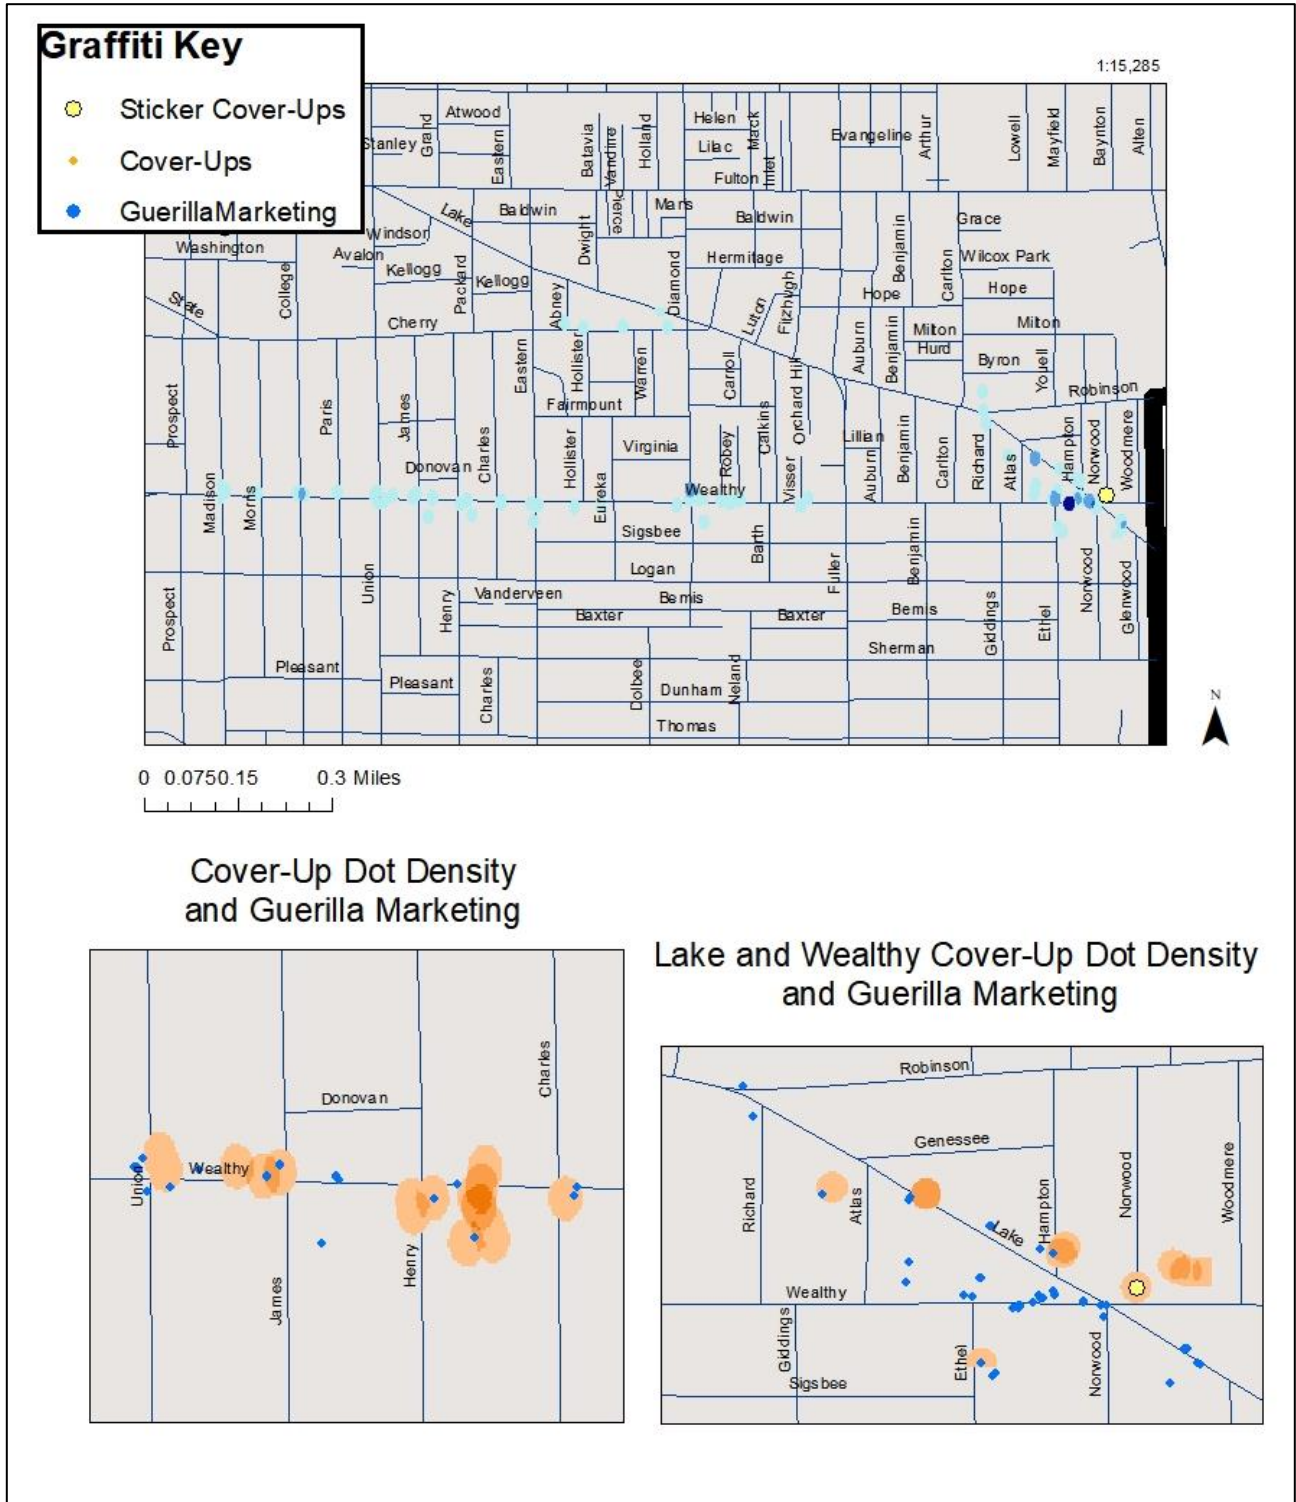 Graffiti Key
Sticker Cover-Ups
Cover-Ups
GuerillaMarketing
1:15,285
Stanley
Grand
Atwood
Eastern
Batavia
Vandine
Holland
Helen
Lilac
Mack
Inlet
Fulton
Evangeline
Arthur
Lowell
Mayfield
Baynton
Alten
Washington
Windsor
Avalon
Lake
Baldwin
Pierce
Mars
Baldwin
Grace
Kellogg
Kellogg
Packard
Dwight
Diamond
Hermitage
Benjamin
Carlton
Wilcox Park
State
College
Cherry
Abney
Luton
Fitzhugh
Hope
Hope
Milton
Milton
Hurd
Byron
Youell
Robinson
Auburn
Benjamin
Prospect
Paris
James
Charles
Eastern
Hollister
Warren
Fairmount
Carroll
Calkins
Orchard Hill
Donovan
Hollister
Virginia
Robey
Visser
Lillian
Auburn
Benjamin
Carlton
Richard
Atlas
Hampton
Norwood
Woodmere
Madison
Morris
Eureka
Wealthy
Sigsbee
Barth
Logan
Fuller
Benjamin
Giddings
Ethel
Norwood
Glenwood
Prospect
Union
Henry
Vanderveen
Bemis
Baxter
Baxter
Bemis
Sherman
Pleasant
Pleasant
Charles
Dolbee
Dunham
Neland
Thomas
N
0 0.0750.15 0.3 Miles
Cover-Up Dot Density
and Guerilla Marketing
Donovan
Charles
Wealthy
Union
James
Henry
Lake and Wealthy Cover-Up Dot Density
and Guerilla Marketing
Robinson
Genessee
Richard
Atlas
Lake
Hampton
Norwood
Woodmere
Wealthy
Giddings
Ethel
Norwood
Sigsbee